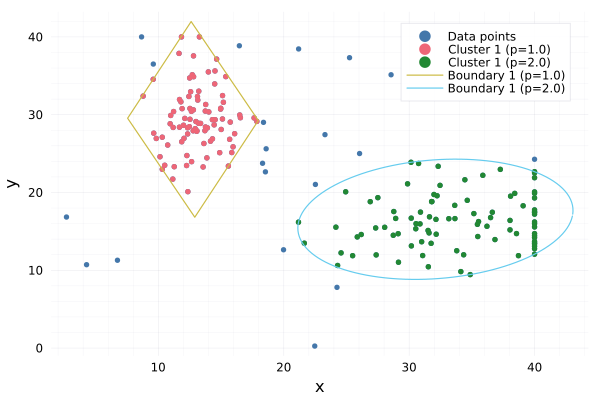 40
30
20
10
0
y
10
20
30
40
x
Data points
Cluster 1 (p=1.0)
Cluster 1 (p=2.0)
Boundary 1 (p=1.0)
Boundary 1 (p=2.0)